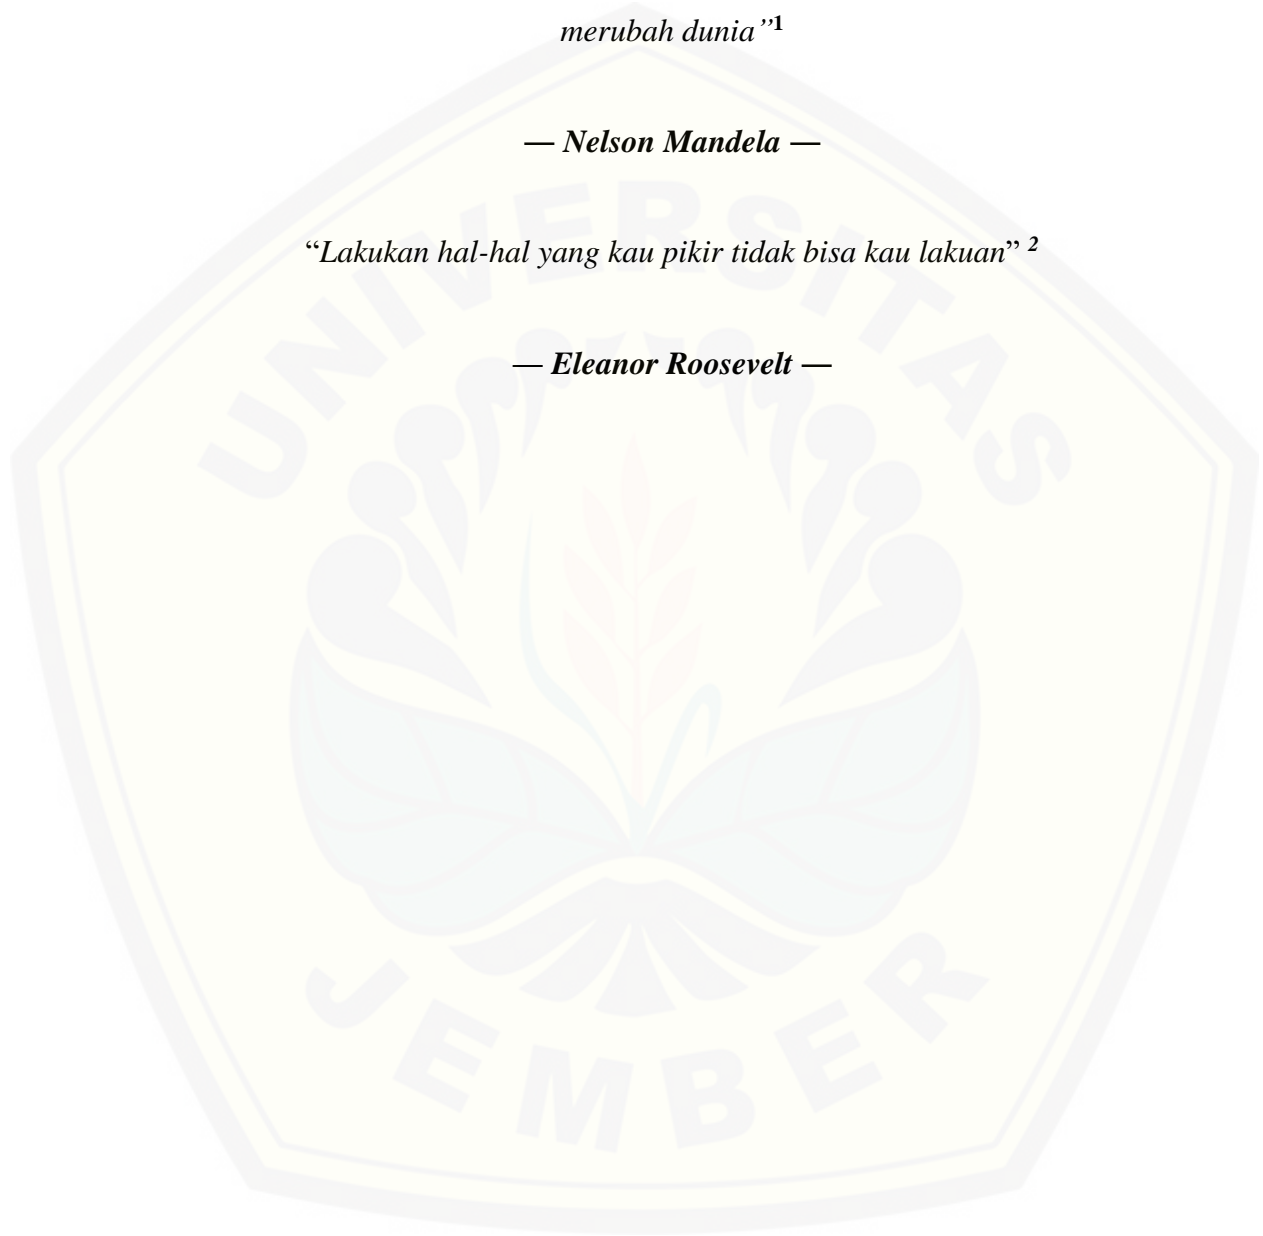 merubah dunia”1
— Nelson Mandela —
“Lakukan hal-hal yang kau pikir tidak bisa kau lakuan” 2
— Eleanor Roosevelt —
UNIVERSITAS
JEMBER